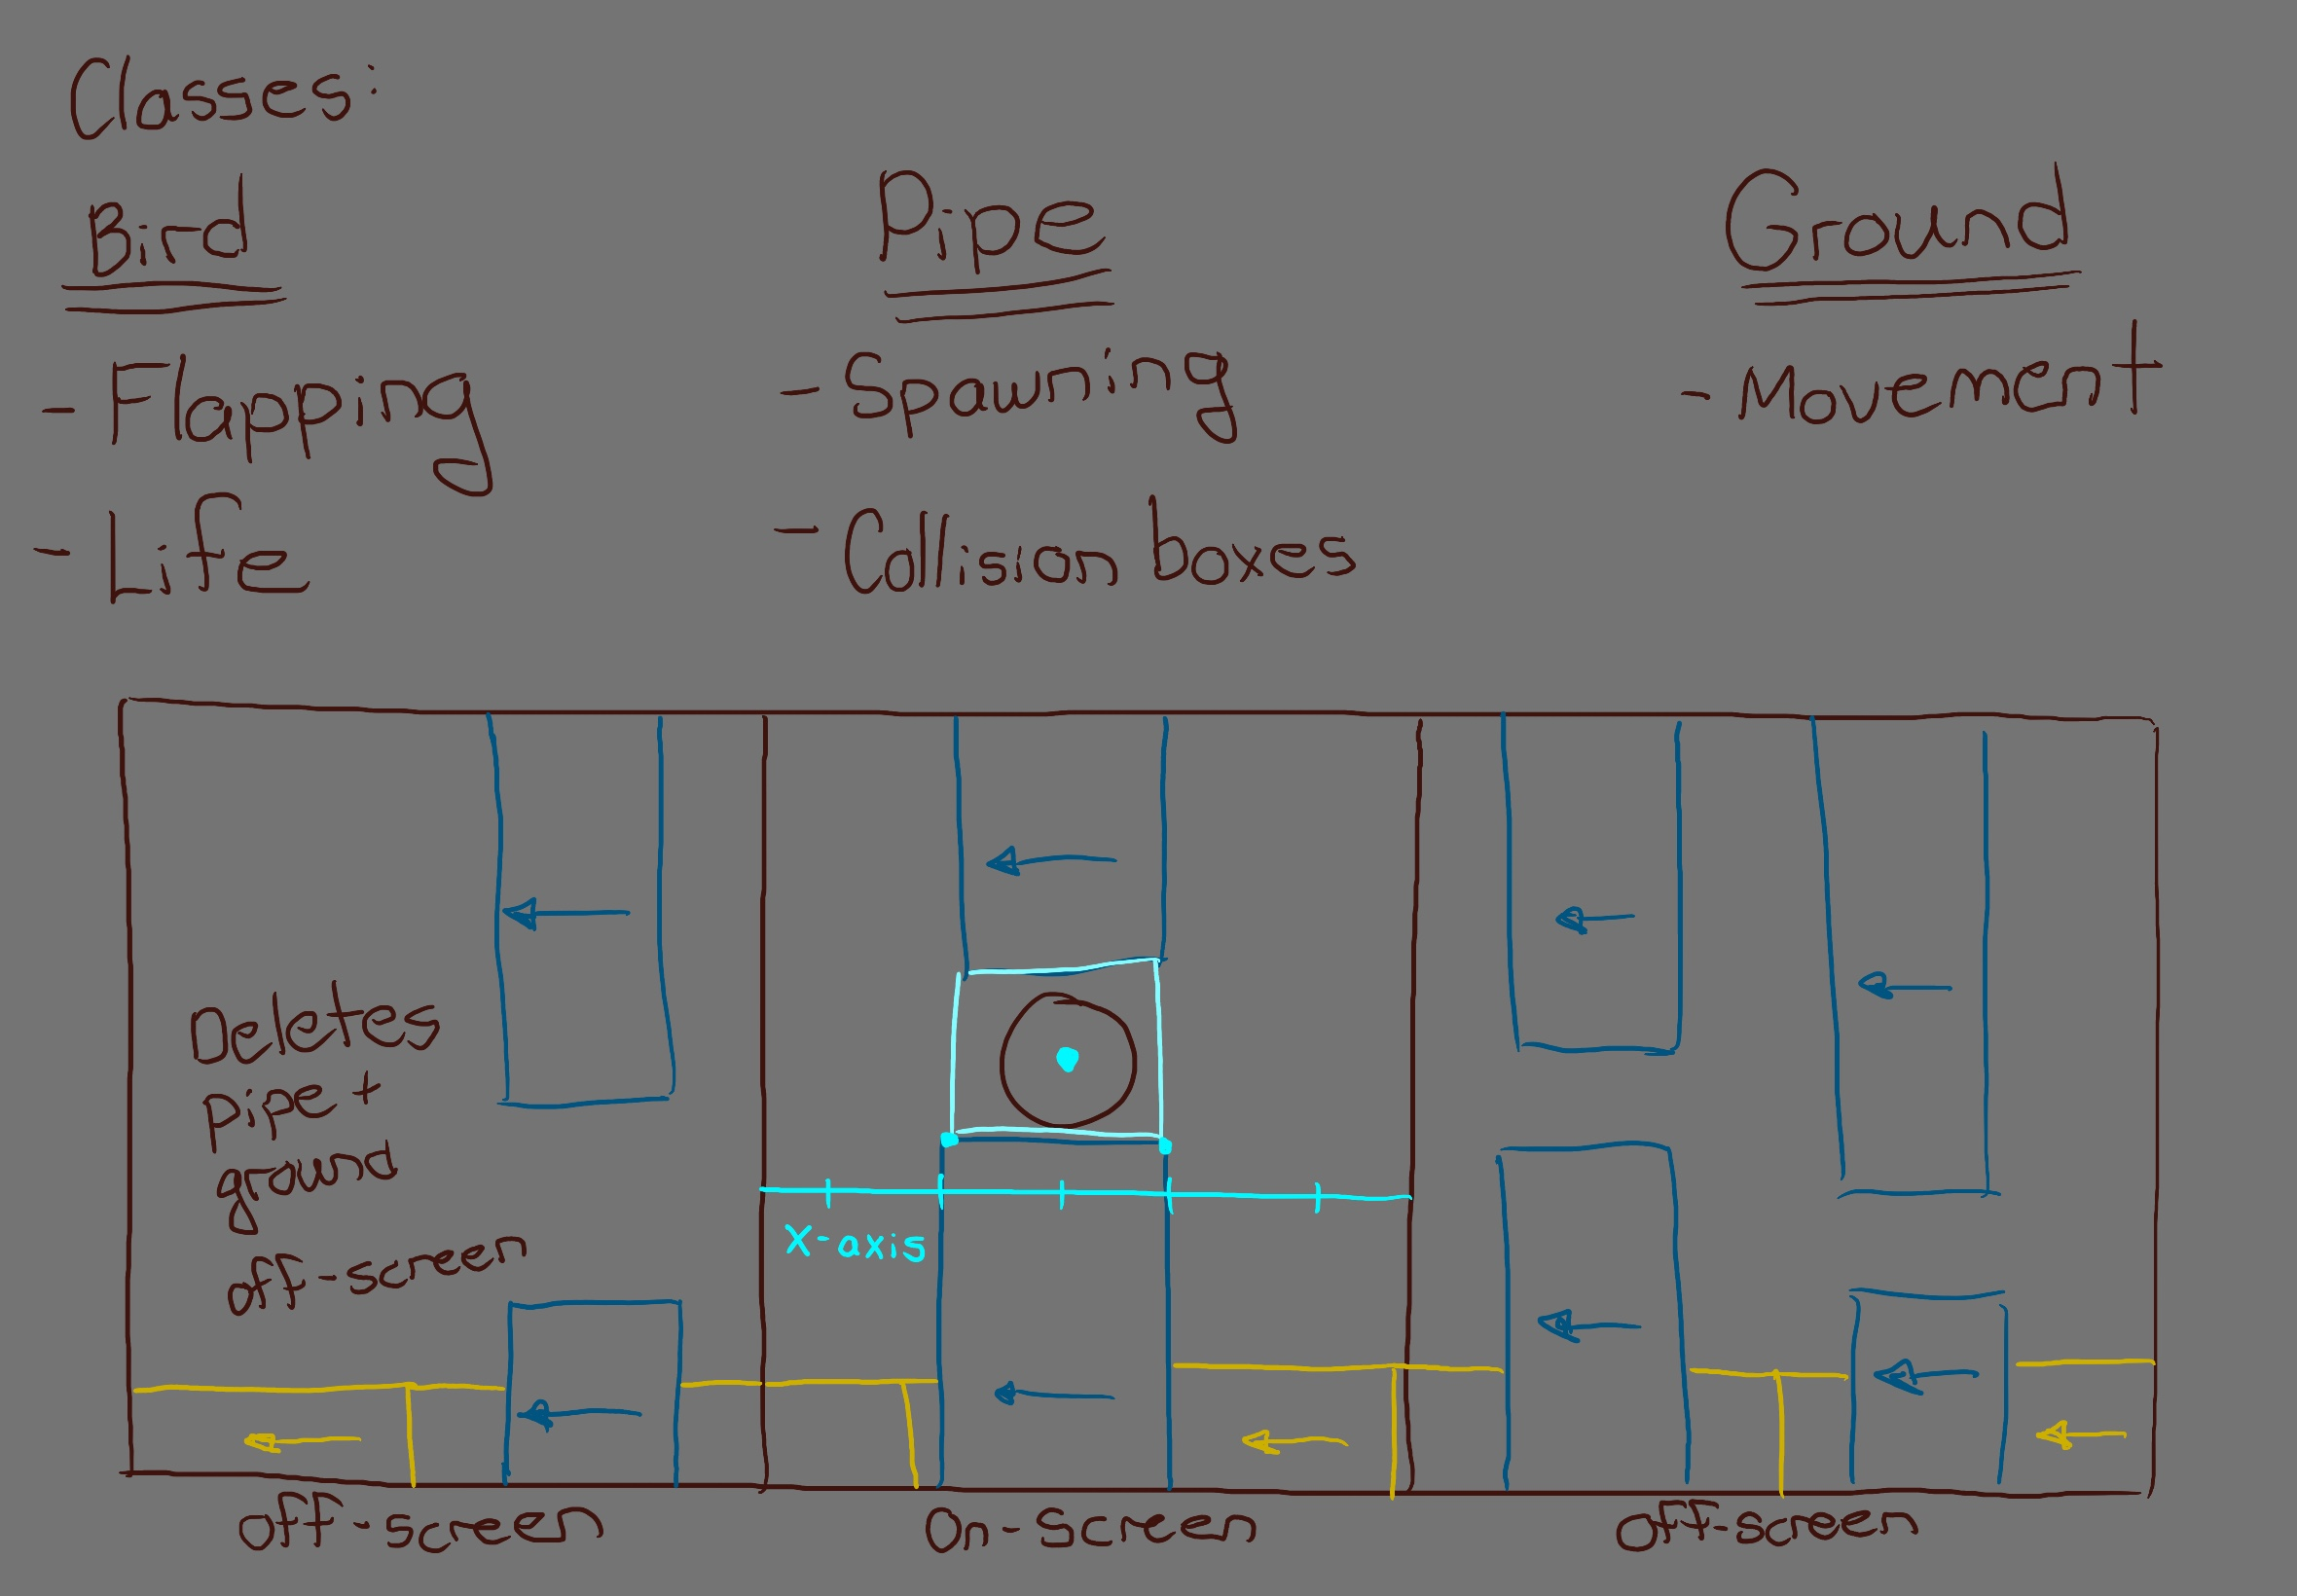 Classes:
Bird
Pipe
Ground
- Flapping
- Spawning
- Movement
- Life
- Collision boxes
Deletes
pipe +
ground
off-screen
x-axis
off-screen
on-screen
off-screen